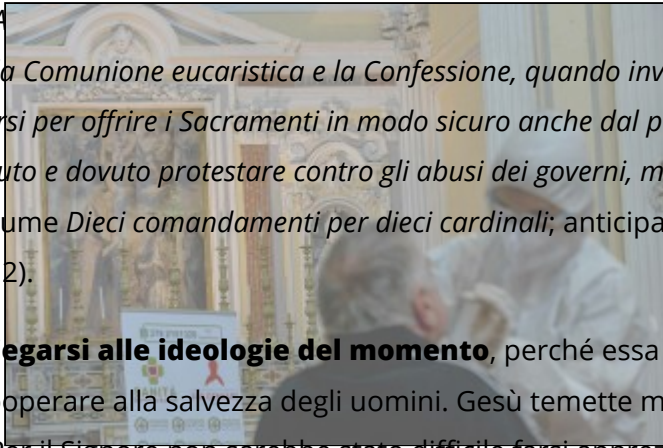 a Comunione eucaristica e la Confessione, quando inv
rsi per offrire i Sacramenti in modo sicuro anche dal p
uto e dovuto protestare contro gli abusi dei governi, m
ume Dieci comandamenti per dieci cardinali; anticipa
2).
egarsi alle ideologie del momento, perché essa
operare alla salvezza degli uomini. Gesù temette m
SANITÀ